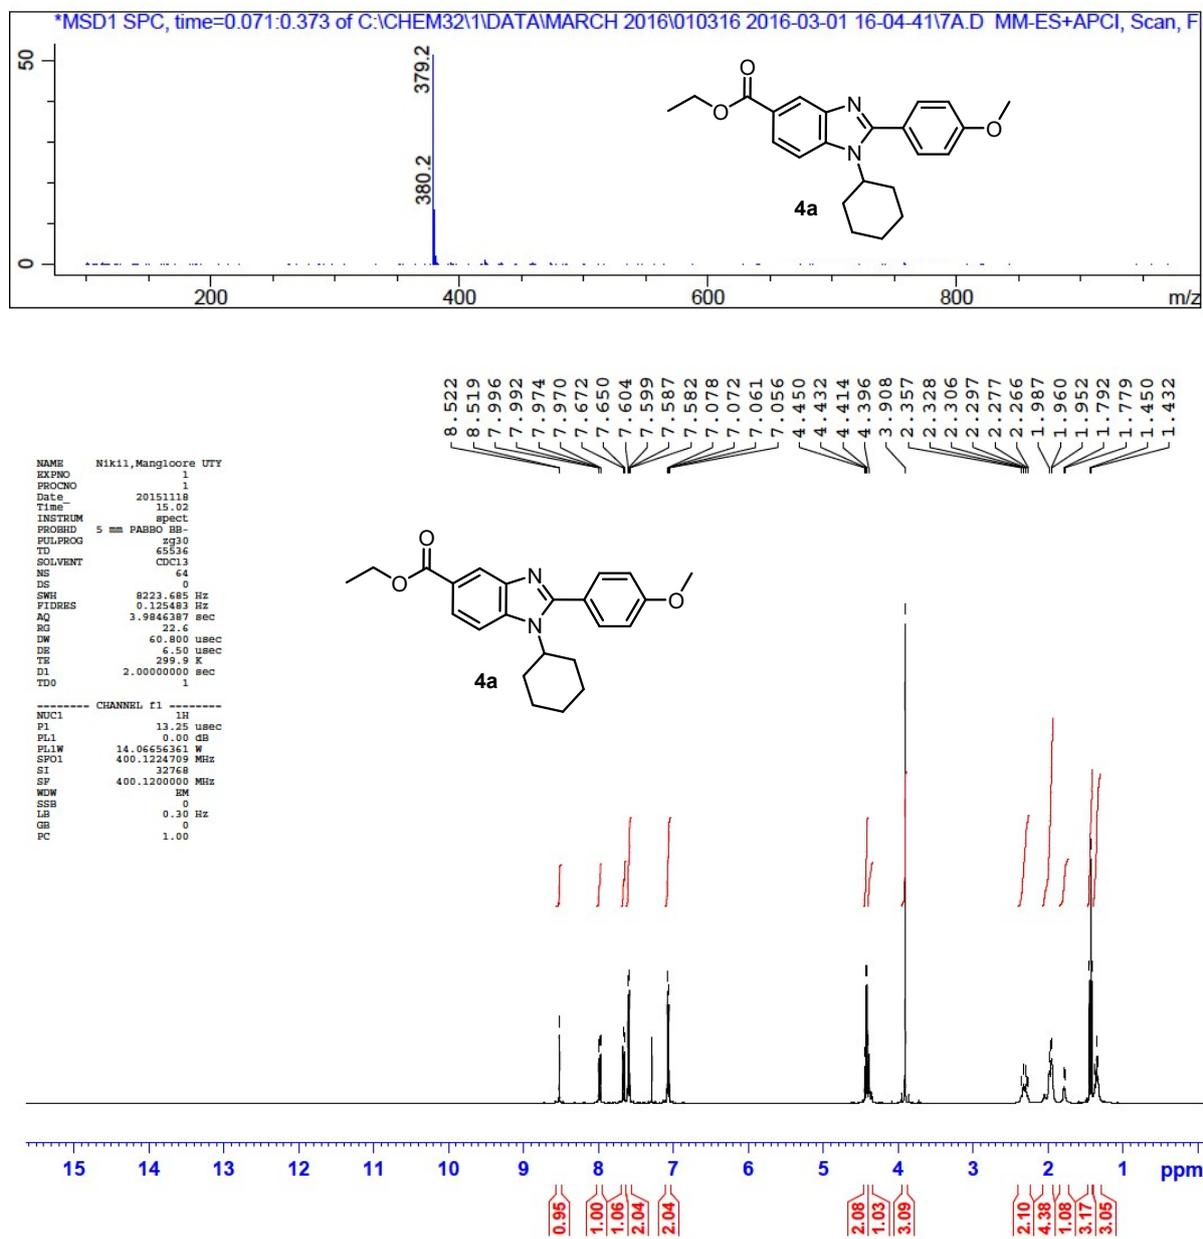 *MSD1 SPC, time=0.071:0.373 of C:\CHEM32\1\DATA\MARCH 2016\010316 2016-03-01 16-04-41\7A.D MM-ES+APCI, Scan, F
50
0
379.2
380.2
O
O
N
N
O
4a
200
400
600
800
m/z
8.522
8.519
7.996
7.992
7.974
7.970
7.672
7.650
7.604
7.599
7.587
7.582
7.078
7.072
7.061
7.056
4.450
4.432
4.414
4.396
3.908
2.357
2.328
2.306
2.297
2.277
2.266
1.987
1.960
1.952
1.792
1.779
1.450
1.432
NAME Nikil,Mangloore UTY
EXPNO 1
PROCNO 1
Date_ 20151118
Time 15.02
INSTRUM spect
PROBHD 5 mm PABBO BB-
PULPROG zg30
TD 65536
SOLVENT CDCl3
NS 64
DS 0
SWH 8223.685 Hz
FIDRES 0.125483 Hz
AQ 3.9846387 sec
RG 22.6
DW 60.800 usec
DE 6.50 usec
TE 299.9 K
D1 2.00000000 sec
TD0 1
-------- CHANNEL f1 --------
NUC1 1H
P1 13.25 usec
PL1 0.00 dB
PL1W 14.06656361 W
SFO1 400.1224709 MHz
SI 32768
SF 400.1200000 MHz
WDW EM
SSB 0
LB 0.30 Hz
GB 0
PC 1.00
O
O
N
N
O
4a
15 14 13 12 11 10 9 8 7 6 5 4 3 2 1 ppm
0.95
1.00
1.06
2.04
2.04
2.08
1.03
3.09
2.10
4.38
1.08
3.17
3.05